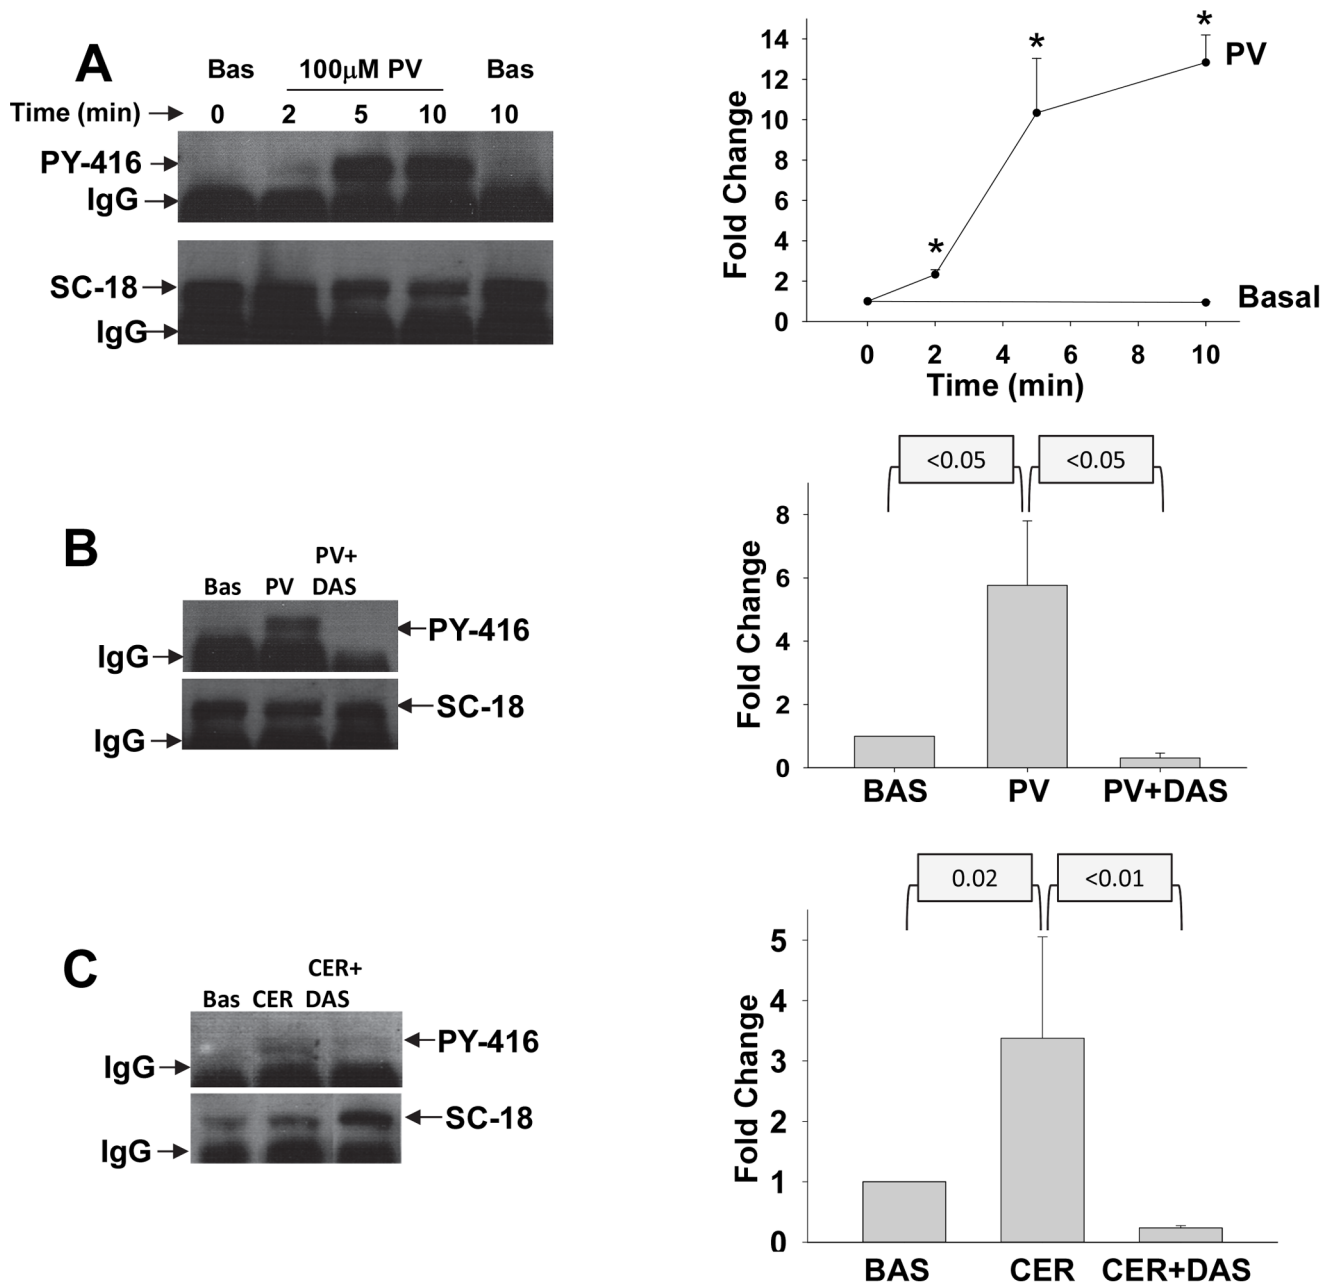 A
Bas 100μM PV Bas
Time (min) 0 2 5 10 10
PY-416
IgG
SC-18
IgG
Fold Change
14
12
10
8
6
4
2
0
* * *
PV
Basal
0 2 4 6 8 10
Time (min)
B
PV+
Bas PV DAS
PY-416
IgG
SC-18
IgG
<0.05 <0.05
Fold Change
8
6
4
2
0
BAS PV PV+DAS
C
CER+
Bas CER DAS
PY-416
IgG
SC-18
IgG
0.02 <0.01
Fold Change
5
4
3
2
1
0
BAS CER CER+DAS